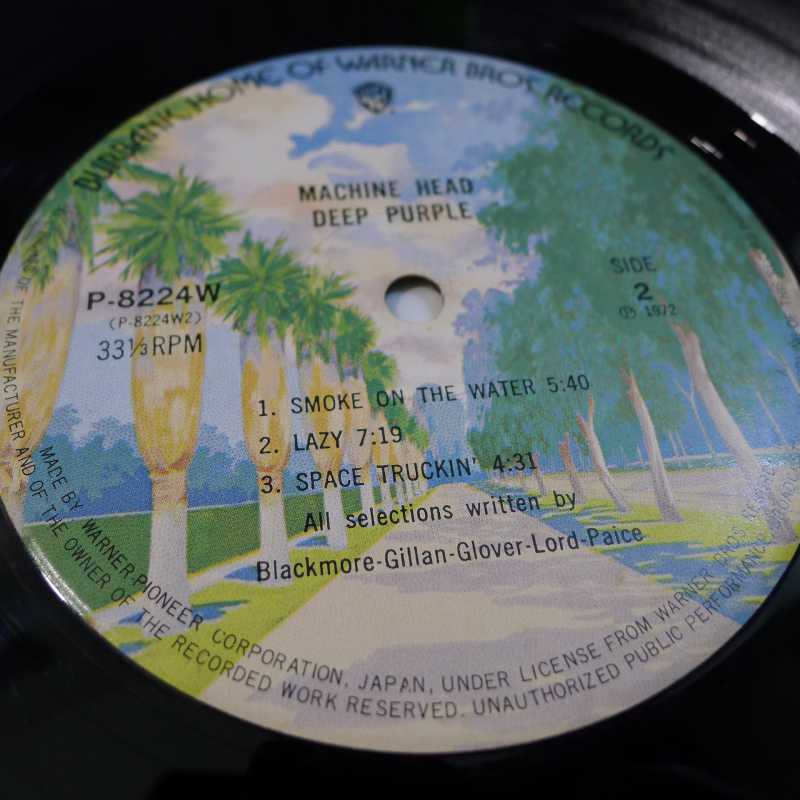 BURBANK, HOME OF WARNER BROS. RECORDS
MACHINE HEAD
DEEP PURPLE
P-8224W
(P-8224W2)
33⅓RPM
SIDE
2
Ⓟ 1972
1. SMOKE ON THE WATER 5:40
2. LAZY 7:19
3. SPACE TRUCKIN' 4:31
All selections written by
Blackmore-Gillan-Glover-Lord-Paice
MADE BY WARNER-PIONEER CORPORATION, JAPAN, UNDER LICENSE FROM WARNER BROS.
OF THE MANUFACTURER AND OF THE OWNER OF THE RECORDED WORK RESERVED. UNAUTHORIZED PUBLIC PERFORMANCE